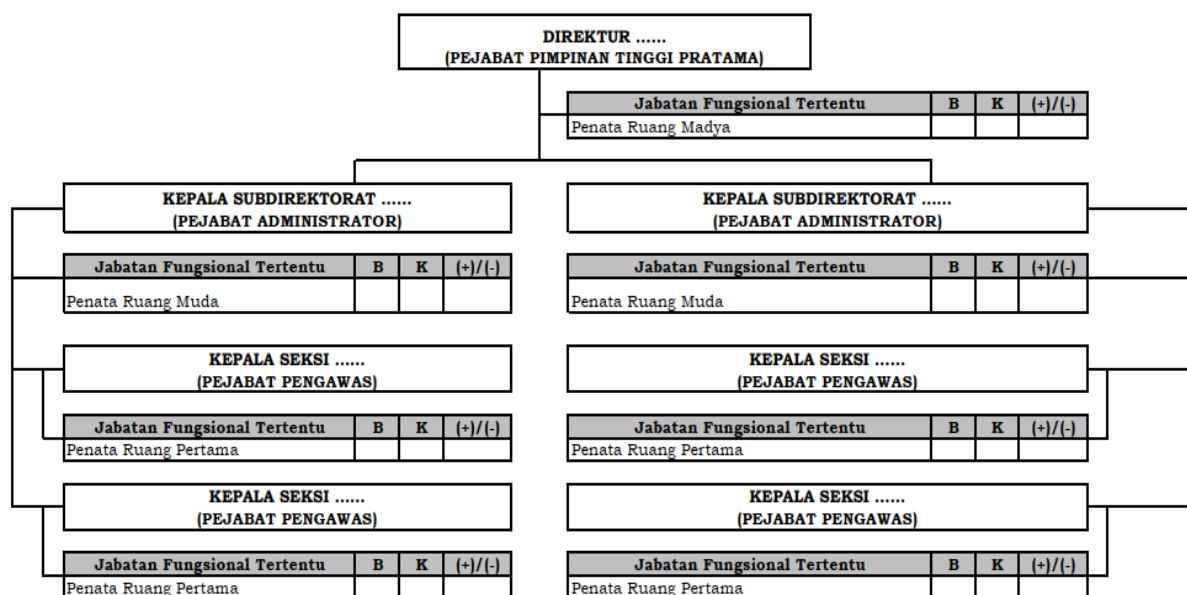 DIREKTUR ......
(PEJABAT PIMPINAN TINGGI PRATAMA)
Jabatan Fungsional Tertentu B K (+)/(-)
Penata Ruang Madya
KEPALA SUBDIREKTORAT ......
(PEJABAT ADMINISTRATOR)
Jabatan Fungsional Tertentu B K (+)/(-)
Penata Ruang Muda
KEPALA SEKSI ......
(PEJABAT PENGAWAS)
Jabatan Fungsional Tertentu B K (+)/(-)
Penata Ruang Pertama
KEPALA SEKSI ......
(PEJABAT PENGAWAS)
Jabatan Fungsional Tertentu B K (+)/(-)
Penata Ruang Pertama
KEPALA SUBDIREKTORAT ......
(PEJABAT ADMINISTRATOR)
Jabatan Fungsional Tertentu B K (+)/(-)
Penata Ruang Muda
KEPALA SEKSI ......
(PEJABAT PENGAWAS)
Jabatan Fungsional Tertentu B K (+)/(-)
Penata Ruang Pertama
KEPALA SEKSI ......
(PEJABAT PENGAWAS)
Jabatan Fungsional Tertentu B K (+)/(-)
Penata Ruang Pertama